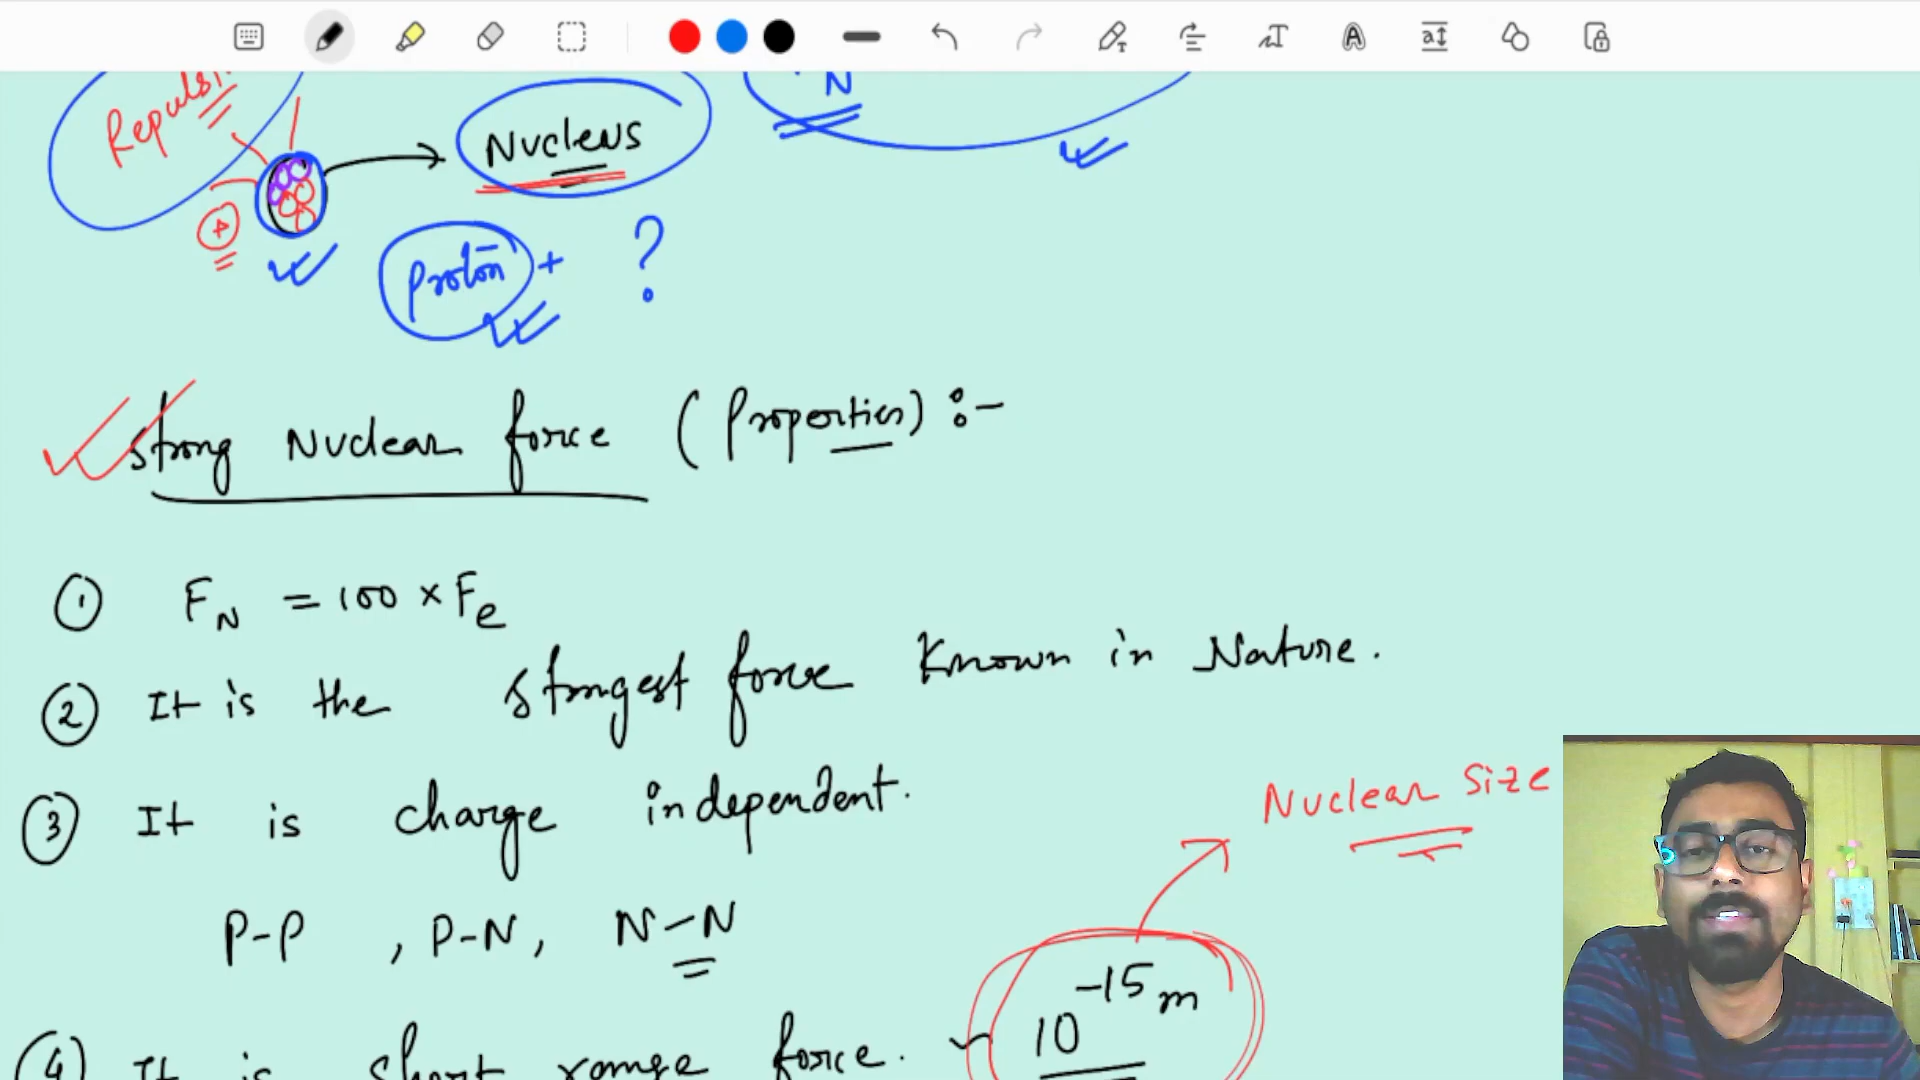 Repulsi
N
Nucleus
+
Proton + ?
Strong Nuclear force (Properties) :-
① F_N = 100 × F_e
② It is the strongest force known in Nature.
③ It is charge independent.
Nuclear Size
P-P , P-N, N-N
10^-15 m
④ It is short range force.